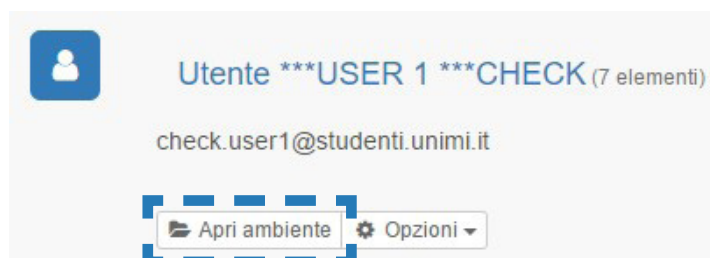 Utente ***USER 1 ***CHECK (7 elementi)
check.user1@studenti.unimi.it
Apri ambiente Opzioni